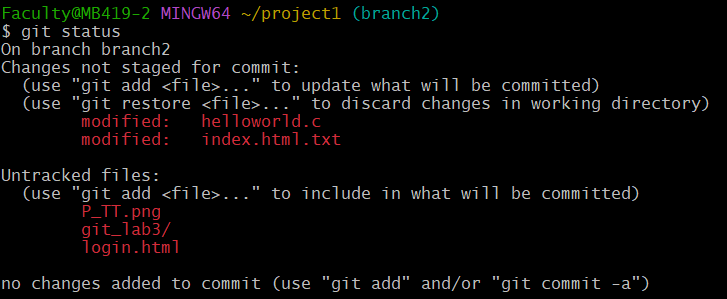 Faculty@MB419-2 MINGW64 ~/project1 (branch2)
$ git status
On branch branch2
Changes not staged for commit:
  (use "git add <file>..." to update what will be committed)
  (use "git restore <file>..." to discard changes in working directory)
        modified:   helloworld.c
        modified:   index.html.txt

Untracked files:
  (use "git add <file>..." to include in what will be committed)
        P_TT.png
        git_lab3/
        login.html

no changes added to commit (use "git add" and/or "git commit -a")